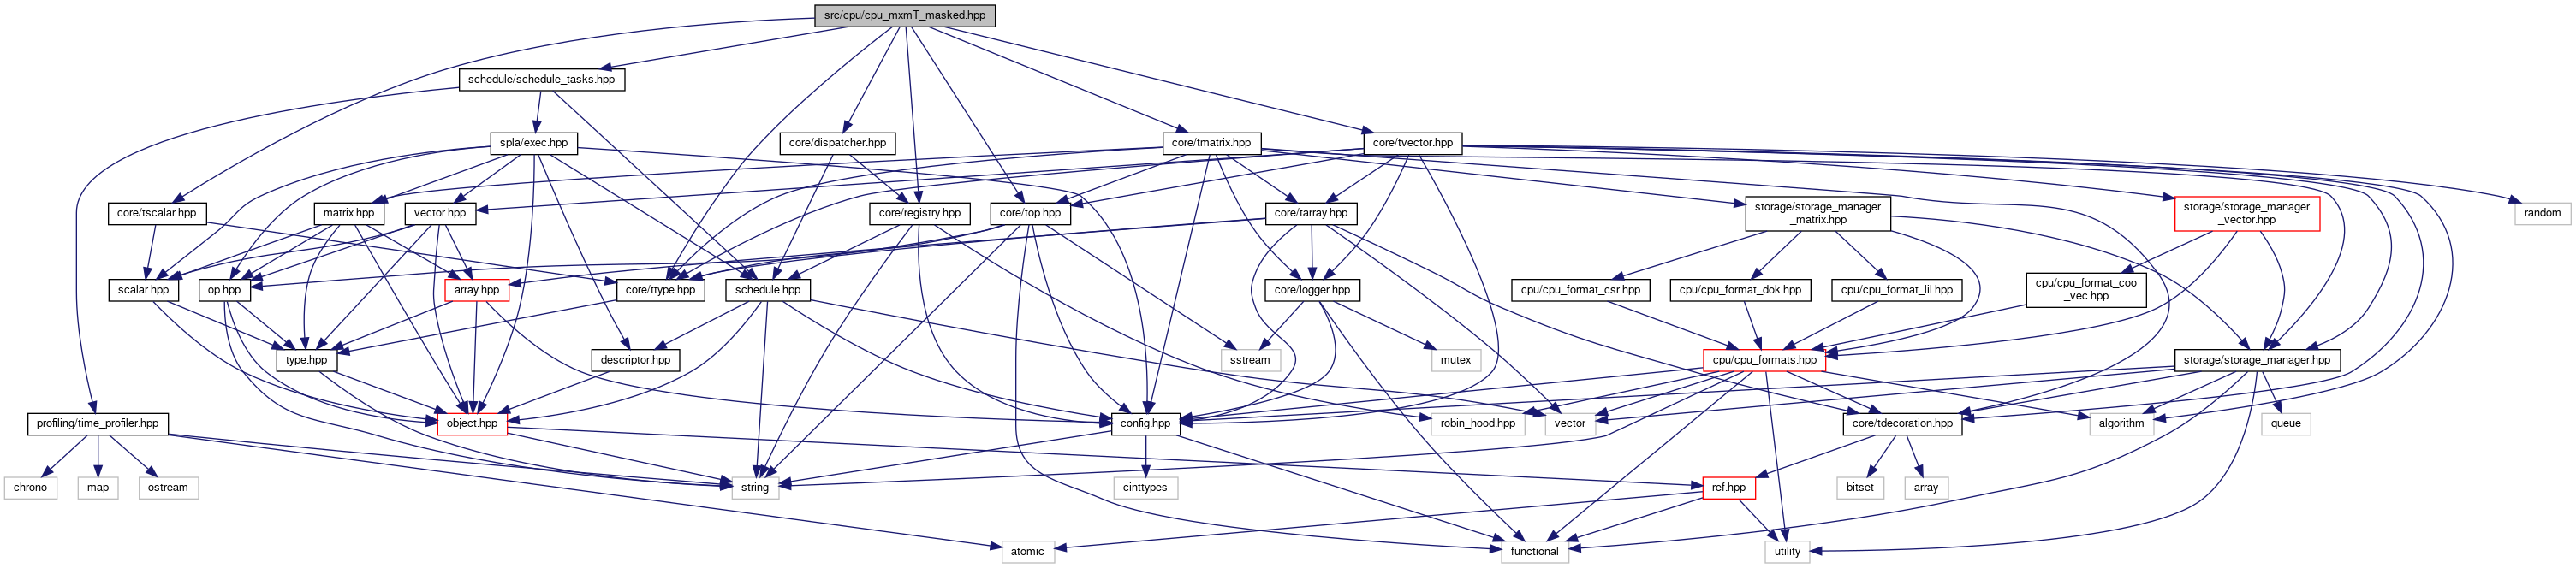 src/cpu/cpu_mxmT_masked.hpp
schedule/schedule_tasks.hpp
spla/exec.hpp
core/dispatcher.hpp
core/tmatrix.hpp
core/tvector.hpp
core/tscalar.hpp
matrix.hpp
vector.hpp
core/registry.hpp
core/top.hpp
core/tarray.hpp
storage/storage_manager
_matrix.hpp
storage/storage_manager
_vector.hpp
random
scalar.hpp
op.hpp
array.hpp
core/ttype.hpp
schedule.hpp
core/logger.hpp
cpu/cpu_format_csr.hpp
cpu/cpu_format_dok.hpp
cpu/cpu_format_lil.hpp
cpu/cpu_format_coo
_vec.hpp
type.hpp
descriptor.hpp
sstream
mutex
cpu/cpu_formats.hpp
storage/storage_manager.hpp
profiling/time_profiler.hpp
object.hpp
config.hpp
robin_hood.hpp
vector
core/tdecoration.hpp
algorithm
queue
chrono
map
ostream
string
cinttypes
ref.hpp
bitset
array
atomic
functional
utility